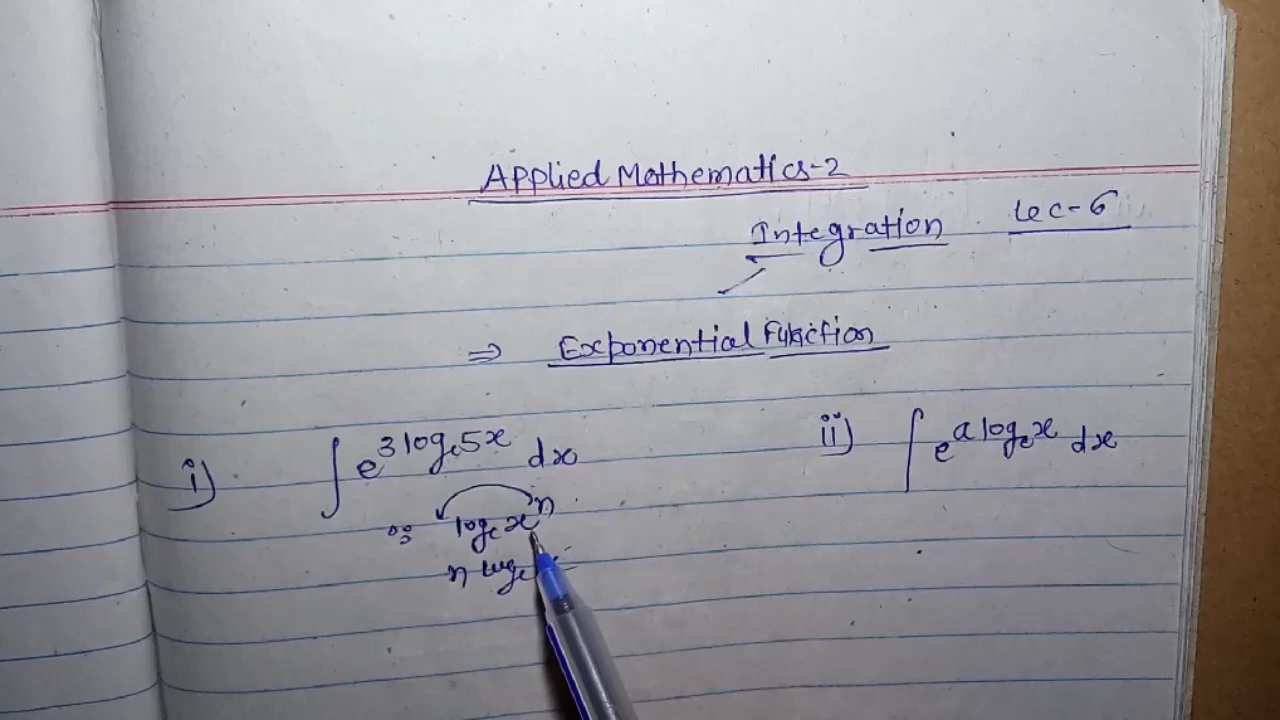 Applied Mathematics-2
Integration Lec-6
⇒ Exponential Function
i) ∫ e^{3 log_e 5x} dx ii) ∫ e^{a log_e x} dx
∵ log_e x^n
n log_e